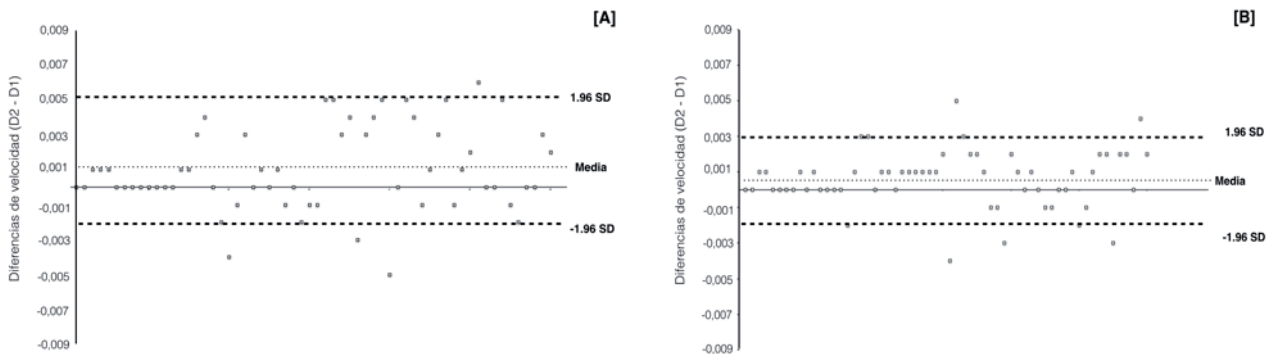 [A]
Diferencias de velocidad (D2 - D1)
0,009
0,007
0,005
0,003
0,001
-0,001
-0,003
-0,005
-0,007
-0,009
1.96 SD
Media
-1.96 SD
[B]
Diferencias de velocidad (D2 - D1)
0,009
0,007
0,005
0,003
0,001
-0,001
-0,003
-0,005
-0,007
-0,009
1.96 SD
Media
-1.96 SD